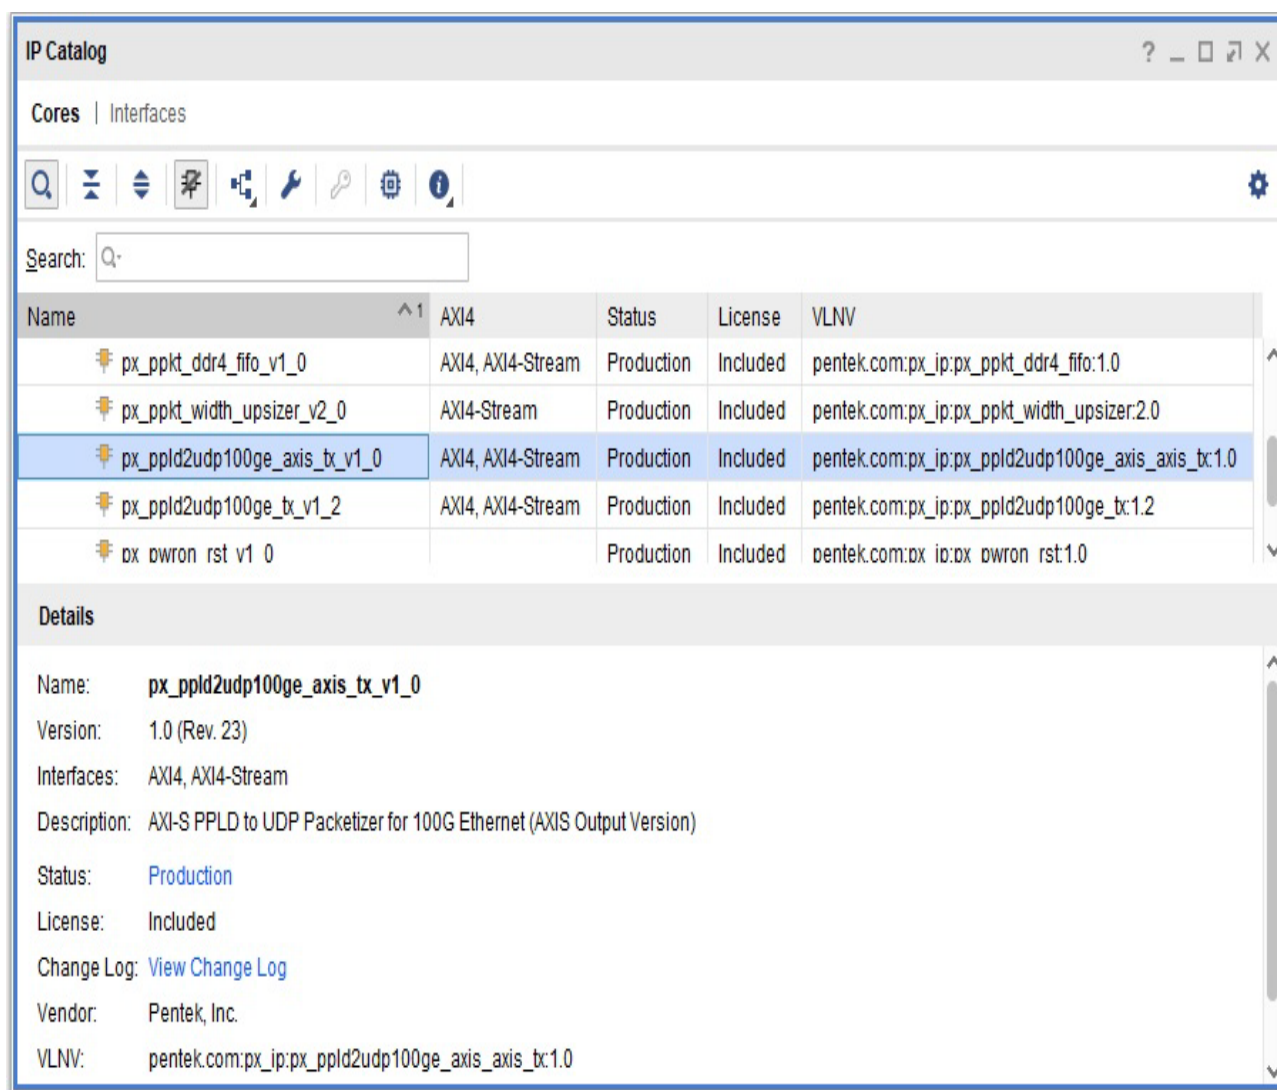 IP Catalog
Cores | Interfaces
Search:
Name 1 AXI4 Status License VLNV
px_ppkt_ddr4_fifo_v1_0 AXI4, AXI4-Stream Production Included pentek.com:px_ip:px_ppkt_ddr4_fifo:1.0
px_ppkt_width_upsizer_v2_0 AXI4-Stream Production Included pentek.com:px_ip:px_ppkt_width_upsizer:2.0
px_ppld2udp100ge_axis_tx_v1_0 AXI4, AXI4-Stream Production Included pentek.com:px_ip:px_ppld2udp100ge_axis_axis_tx:1.0
px_ppld2udp100ge_tx_v1_2 AXI4, AXI4-Stream Production Included pentek.com:px_ip:px_ppld2udp100ge_tx:1.2
px_pwron_rst_v1_0 Production Included pentek.com:px_ip:px_pwron_rst:1.0
Details
Name: px_ppld2udp100ge_axis_tx_v1_0
Version: 1.0 (Rev. 23)
Interfaces: AXI4, AXI4-Stream
Description: AXI-S PPLD to UDP Packetizer for 100G Ethernet (AXIS Output Version)
Status: Production
License: Included
Change Log: View Change Log
Vendor: Pentek, Inc.
VLNV: pentek.com:px_ip:px_ppld2udp100ge_axis_axis_tx:1.0